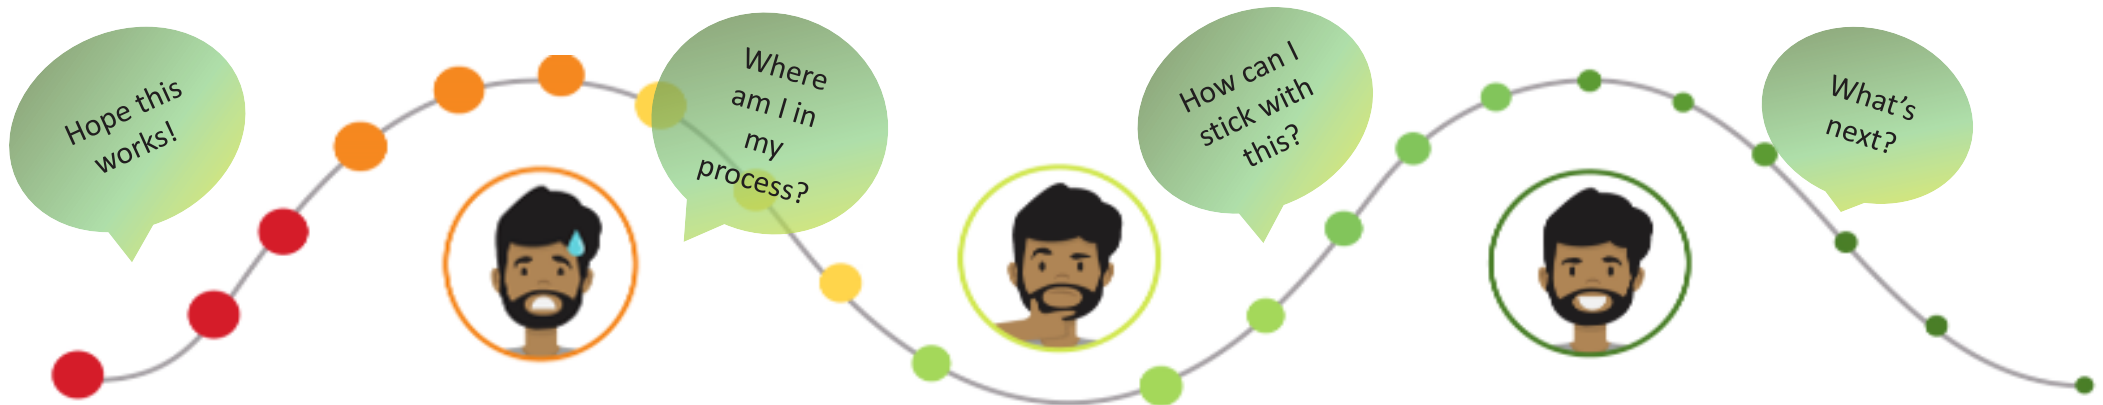 Hope this
works!
Where
am I in
my
process?
How can I
stick with
this?
What’s
next?